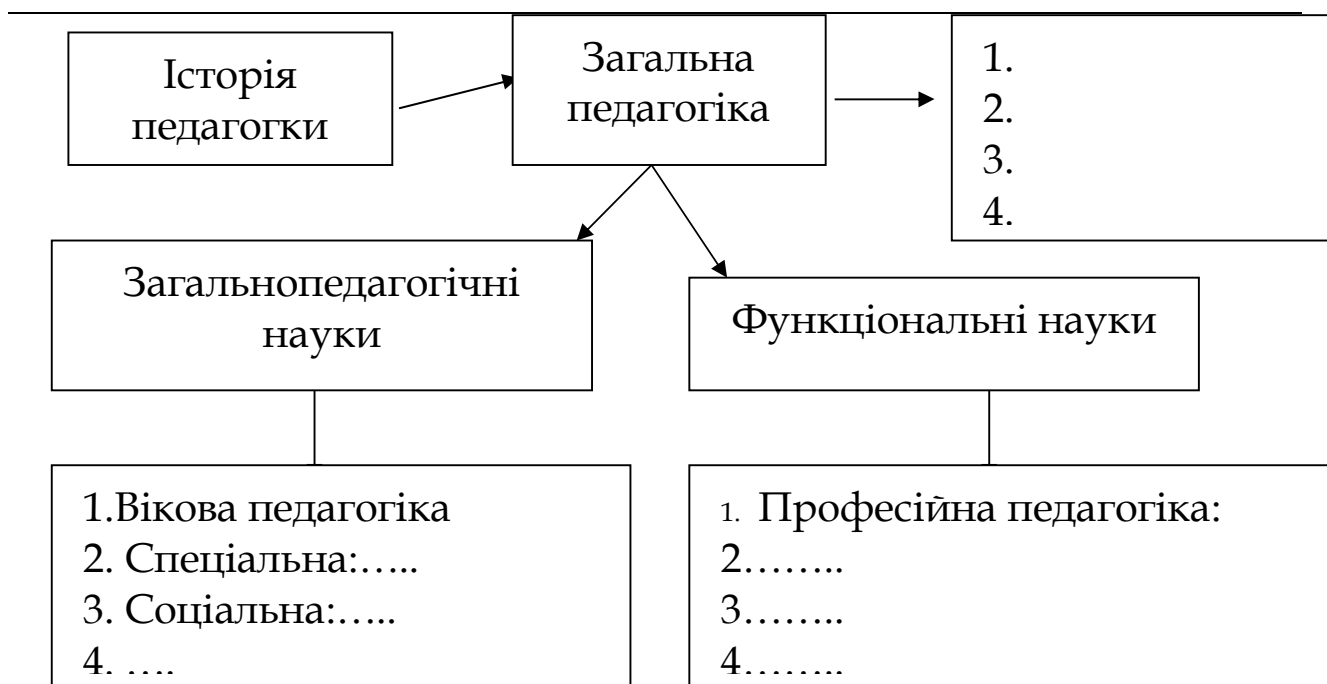 Історія
педагогки
Загальна
педагогіка
1.
2.
3.
4.
Загальнопедагогічні
науки
Функціональні науки
1.Вікова педагогіка
2. Спеціальна:…..
3. Соціальна:…..
4. ….
1. Професійна педагогіка:
2……..
3……..
4……..